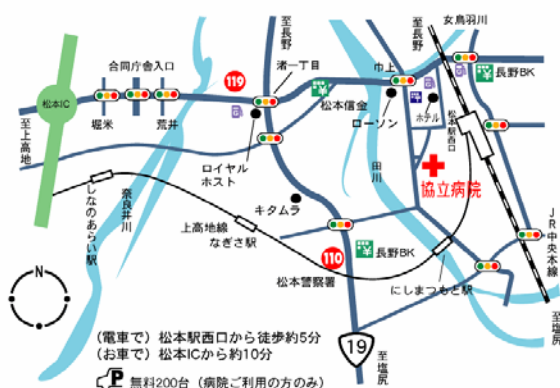 至長野
至長野
女鳥羽川
合同庁舎入口
119
渚一丁目
巾上
長野BK
松本IC
松本信金
ローソン
ホテル
松本駅西口
堀米
荒井
至上高地
ロイヤル
ホスト
田川
協立病院
しなのあらい駅
奈良井川
キタムラ
上高地線
なぎさ駅
JR中央本線
110
長野BK
松本警察署
にしまつもと駅
N
19
至塩尻
至塩尻
(電車で) 松本駅西口から徒歩約5分
(お車で) 松本ICから約10分
P 無料200台 (病院ご利用の方のみ)